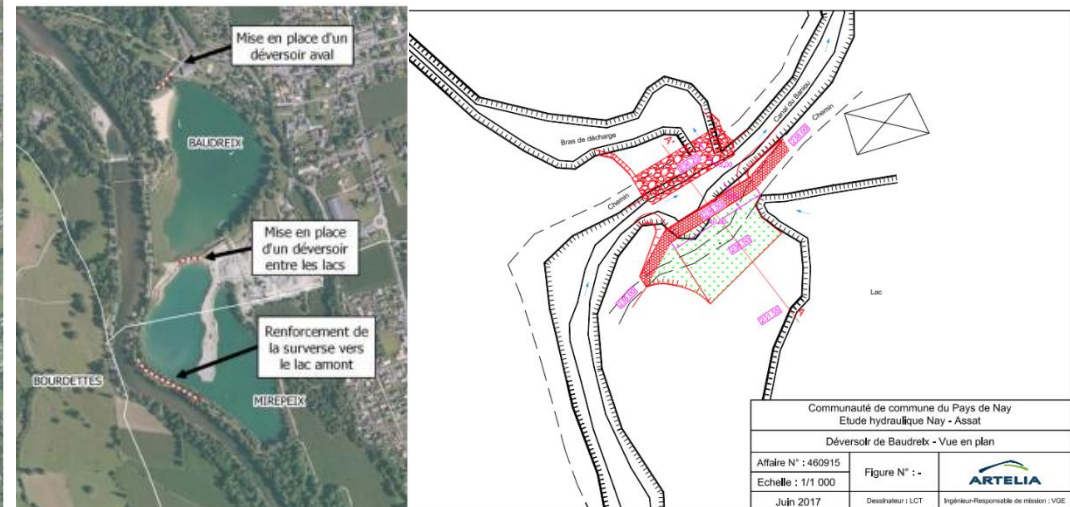 Mise en place d'un
déversoir aval
BAUDREIX
Mise en place
d'un déversoir
entre les lacs
Renforcement de
la surverse vers
le lac amont
BOURDETTES
MIREPEIX
Bras de décharge
Canal du Baniou
Chemin
Chemin
Lac
A'
A
231.50
Communauté de commune du Pays de Nay
Etude hydraulique Nay - Assat
Déversoir de Baudreix - Vue en plan
Affaire N° : 460915
Echelle : 1/1 000
Juin 2017
Figure N° : -
Dessinateur : LCT
ARTELIA
Ingénieur-Responsable de mission : VGE